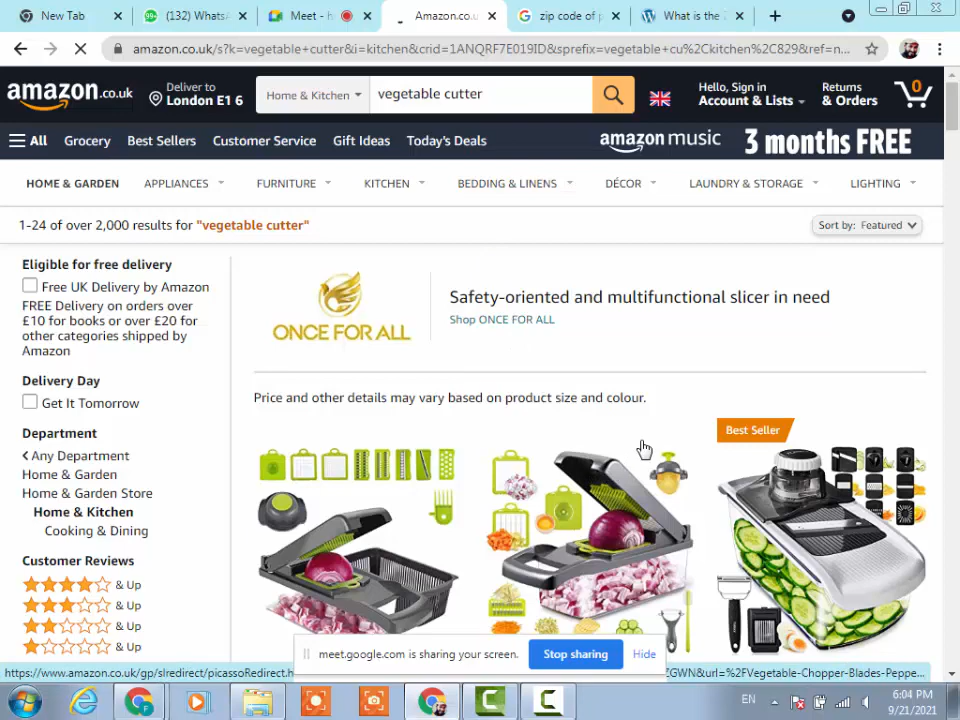 New Tab
(132) Whats
Meet - h
Amazon.co.u
zip code of p
What is the
amazon.co.uk/s?k=vegetable+cutter&i=kitchen&crid=1ANQRF7E019ID&sprefix=vegetable+cu%2Ckitchen%2C829&ref=n...
amazon.co.uk
Deliver to
London E1 6
Home & Kitchen
vegetable cutter
Hello, Sign in
Account & Lists
Returns
& Orders
0
All
Grocery
Best Sellers
Customer Service
Gift Ideas
Today's Deals
amazon music
3 months FREE
HOME & GARDEN
APPLIANCES
FURNITURE
KITCHEN
BEDDING & LINENS
DÉCOR
LAUNDRY & STORAGE
LIGHTING
1-24 of over 2,000 results for "vegetable cutter"
Sort by: Featured
Eligible for free delivery
Free UK Delivery by Amazon
FREE Delivery on orders over
£10 for books or over £20 for
other categories shipped by
Amazon
Delivery Day
Get It Tomorrow
Department
Any Department
Home & Garden
Home & Garden Store
Home & Kitchen
Cooking & Dining
Customer Reviews
& Up
& Up
& Up
& Up
ONCE FOR ALL
Safety-oriented and multifunctional slicer in need
Shop ONCE FOR ALL
Price and other details may vary based on product size and colour.
Best Seller
meet.google.com is sharing your screen.
Stop sharing
Hide
https://www.amazon.co.uk/gp/slredirect/picassoRedirect.h
CGWN&url=%2FVegetable-Chopper-Blades-Peppe...
EN
6:04 PM
9/21/2021